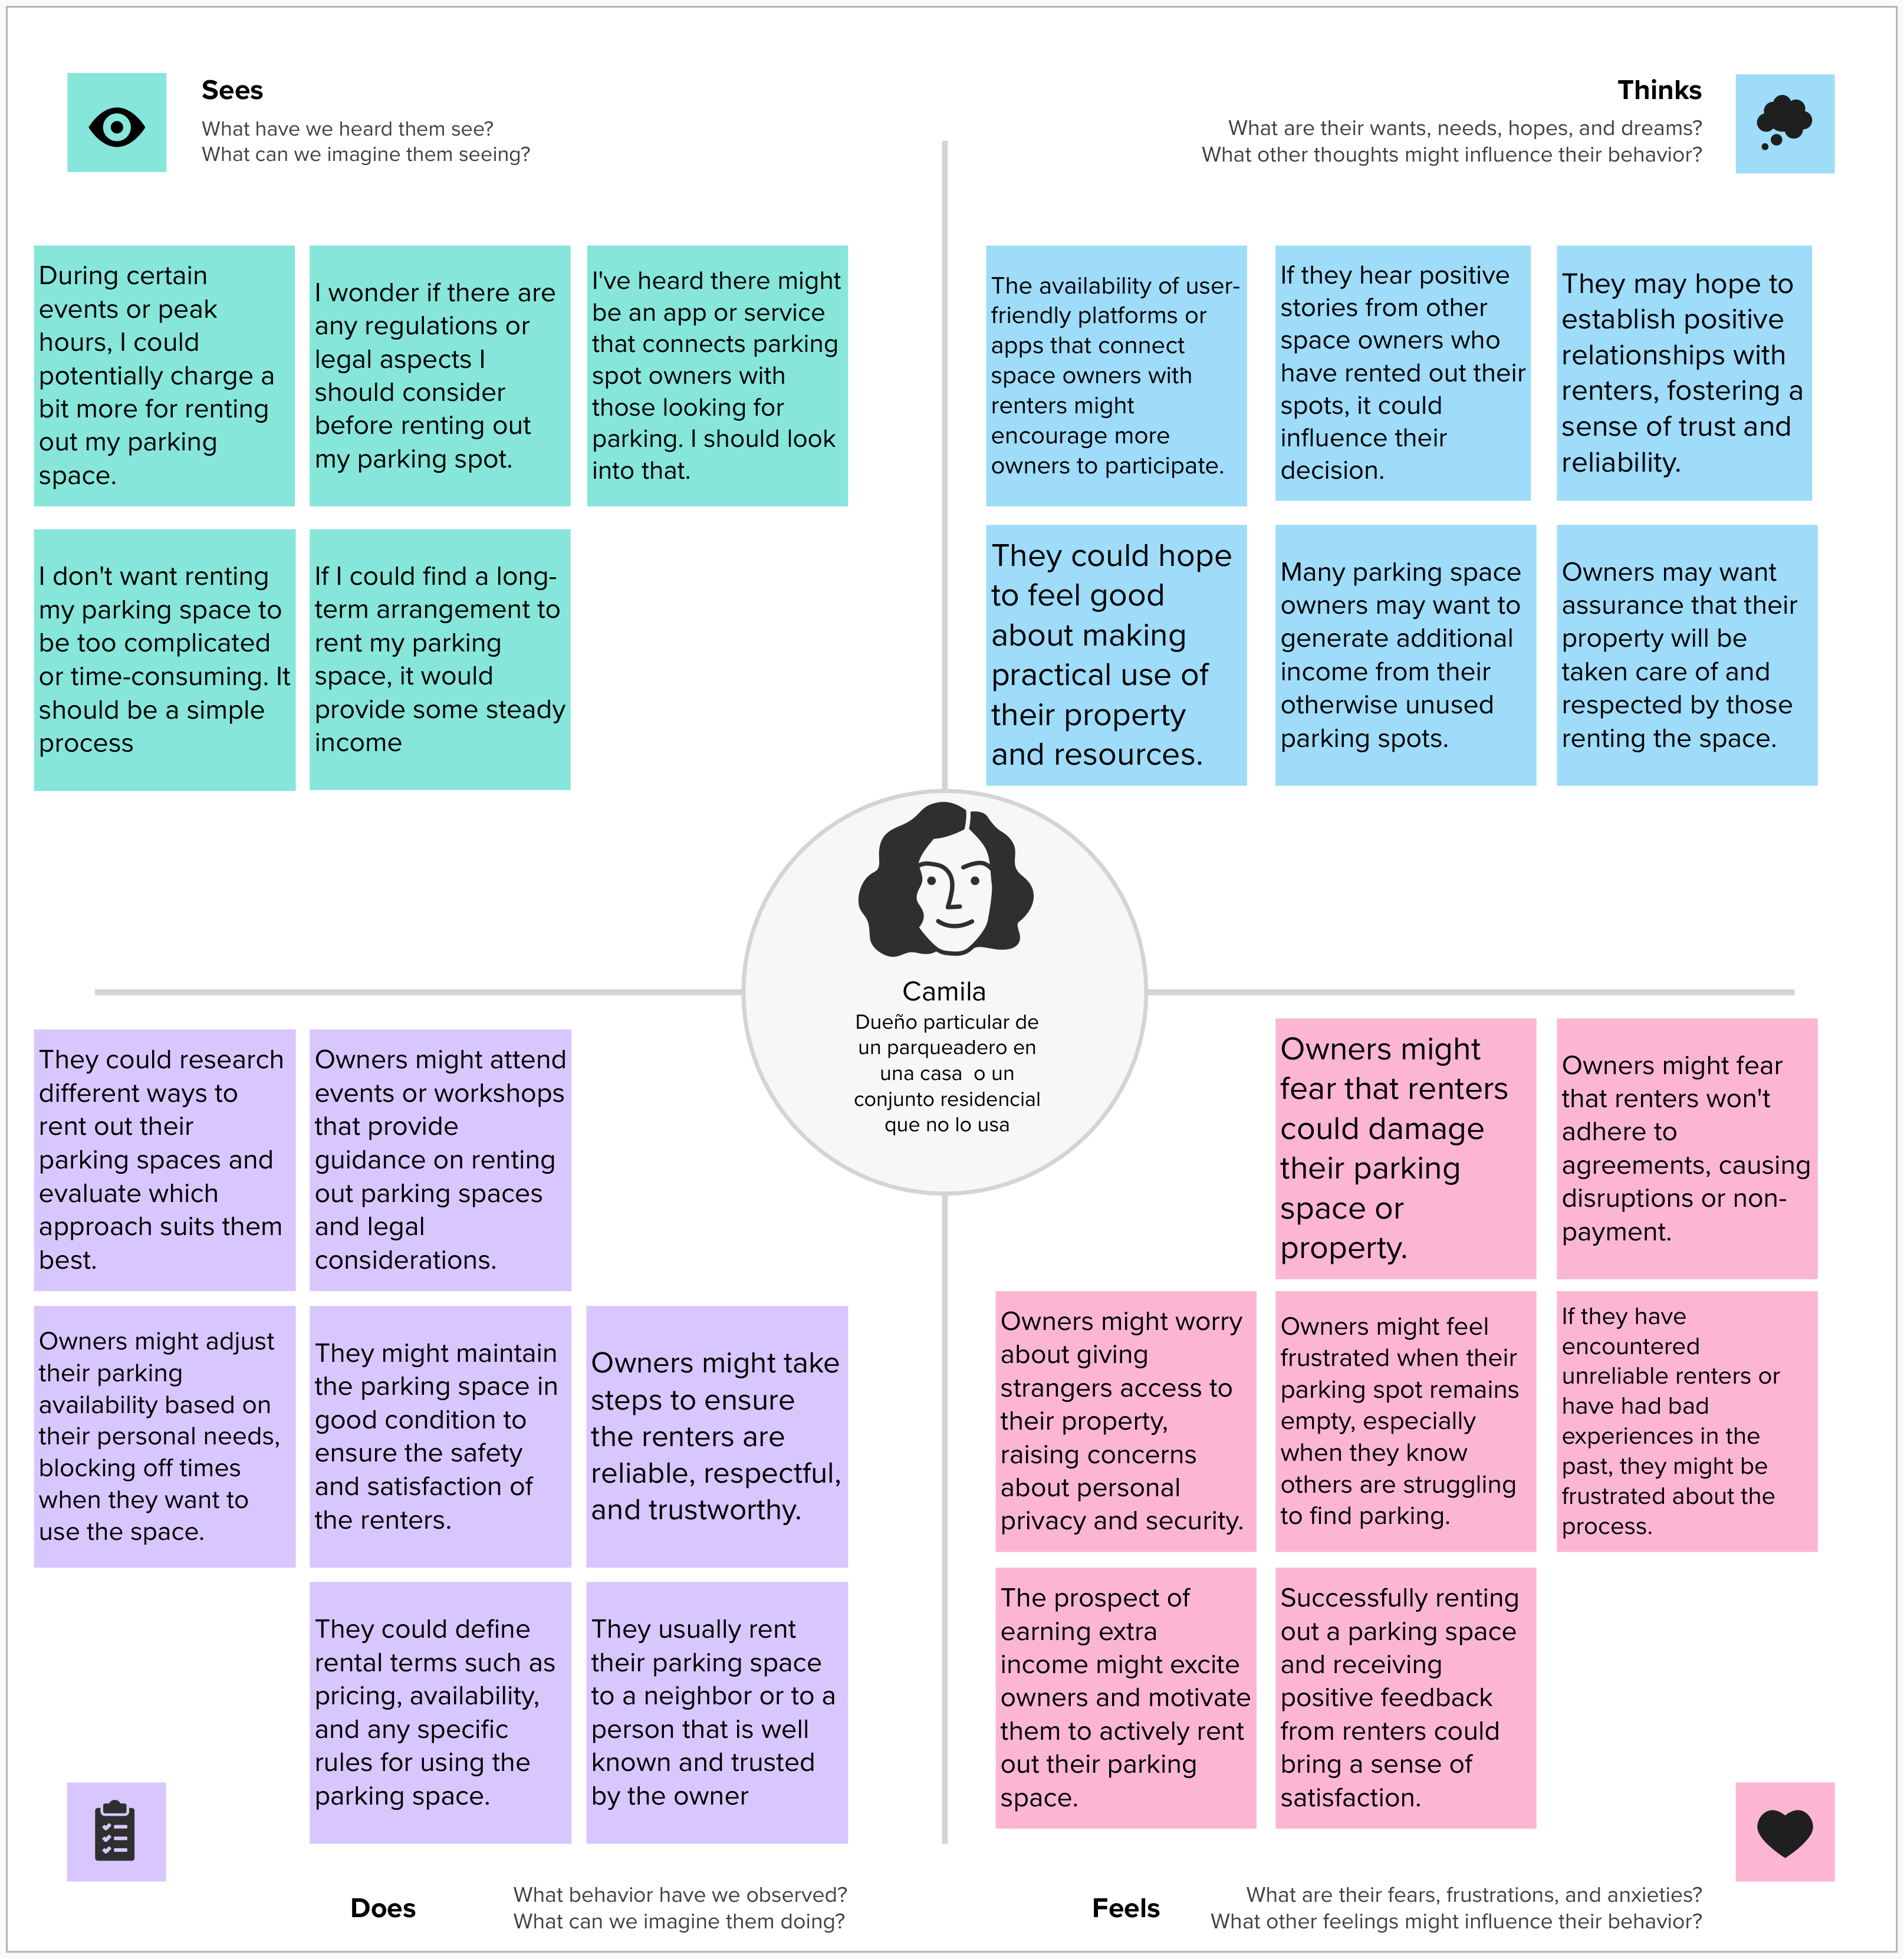 Sees
What have we heard them see?
What can we imagine them seeing?
During certain
events or peak
hours, I could
potentially charge a
bit more for renting
out my parking
space.
I wonder if there are
any regulations or
legal aspects I
should consider
before renting out
my parking spot.
I've heard there might
be an app or service
that connects parking
spot owners with
those looking for
parking. I should look
into that.
I don't want renting
my parking space to
be too complicated
or time-consuming. It
should be a simple
process
If I could find a long-
term arrangement to
rent my parking
space, it would
provide some steady
income
Thinks
What are their wants, needs, hopes, and dreams?
What other thoughts might influence their behavior?
The availability of user-
friendly platforms or
apps that connect
space owners with
renters might
encourage more
owners to participate.
If they hear positive
stories from other
space owners who
have rented out their
spots, it could
influence their
decision.
They may hope to
establish positive
relationships with
renters, fostering a
sense of trust and
reliability.
They could hope
to feel good
about making
practical use of
their property
and resources.
Many parking space
owners may want to
generate additional
income from their
otherwise unused
parking spots.
Owners may want
assurance that their
property will be
taken care of and
respected by those
renting the space.
Camila
Dueño particular de
un parqueadero en
una casa o un
conjunto residencial
que no lo usa
They could research
different ways to
rent out their
parking spaces and
evaluate which
approach suits them
best.
Owners might attend
events or workshops
that provide
guidance on renting
out parking spaces
and legal
considerations.
Owners might adjust
their parking
availability based on
their personal needs,
blocking off times
when they want to
use the space.
They might maintain
the parking space in
good condition to
ensure the safety
and satisfaction of
the renters.
Owners might take
steps to ensure
the renters are
reliable, respectful,
and trustworthy.
They could define
rental terms such as
pricing, availability,
and any specific
rules for using the
parking space.
They usually rent
their parking space
to a neighbor or to a
person that is well
known and trusted
by the owner
Does
What behavior have we observed?
What can we imagine them doing?
Owners might
fear that renters
could damage
their parking
space or
property.
Owners might fear
that renters won't
adhere to
agreements, causing
disruptions or non-
payment.
Owners might worry
about giving
strangers access to
their property,
raising concerns
about personal
privacy and security.
Owners might feel
frustrated when their
parking spot remains
empty, especially
when they know
others are struggling
to find parking.
If they have
encountered
unreliable renters or
have had bad
experiences in the
past, they might be
frustrated about the
process.
The prospect of
earning extra
income might excite
owners and motivate
them to actively rent
out their parking
space.
Successfully renting
out a parking space
and receiving
positive feedback
from renters could
bring a sense of
satisfaction.
Feels
What are their fears, frustrations, and anxieties?
What other feelings might influence their behavior?